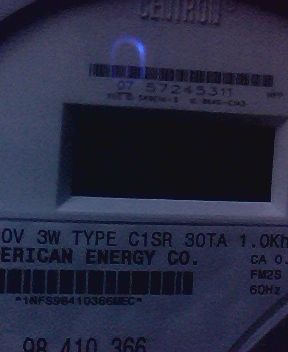 CENTRON®
07 57245311
0V 3W TYPE C1SR 30TA 1.0Kh
ERICAN ENERGY CO.
CA 0.
FM2S
60Hz
*1NFS98410366MEC*
98 410 366